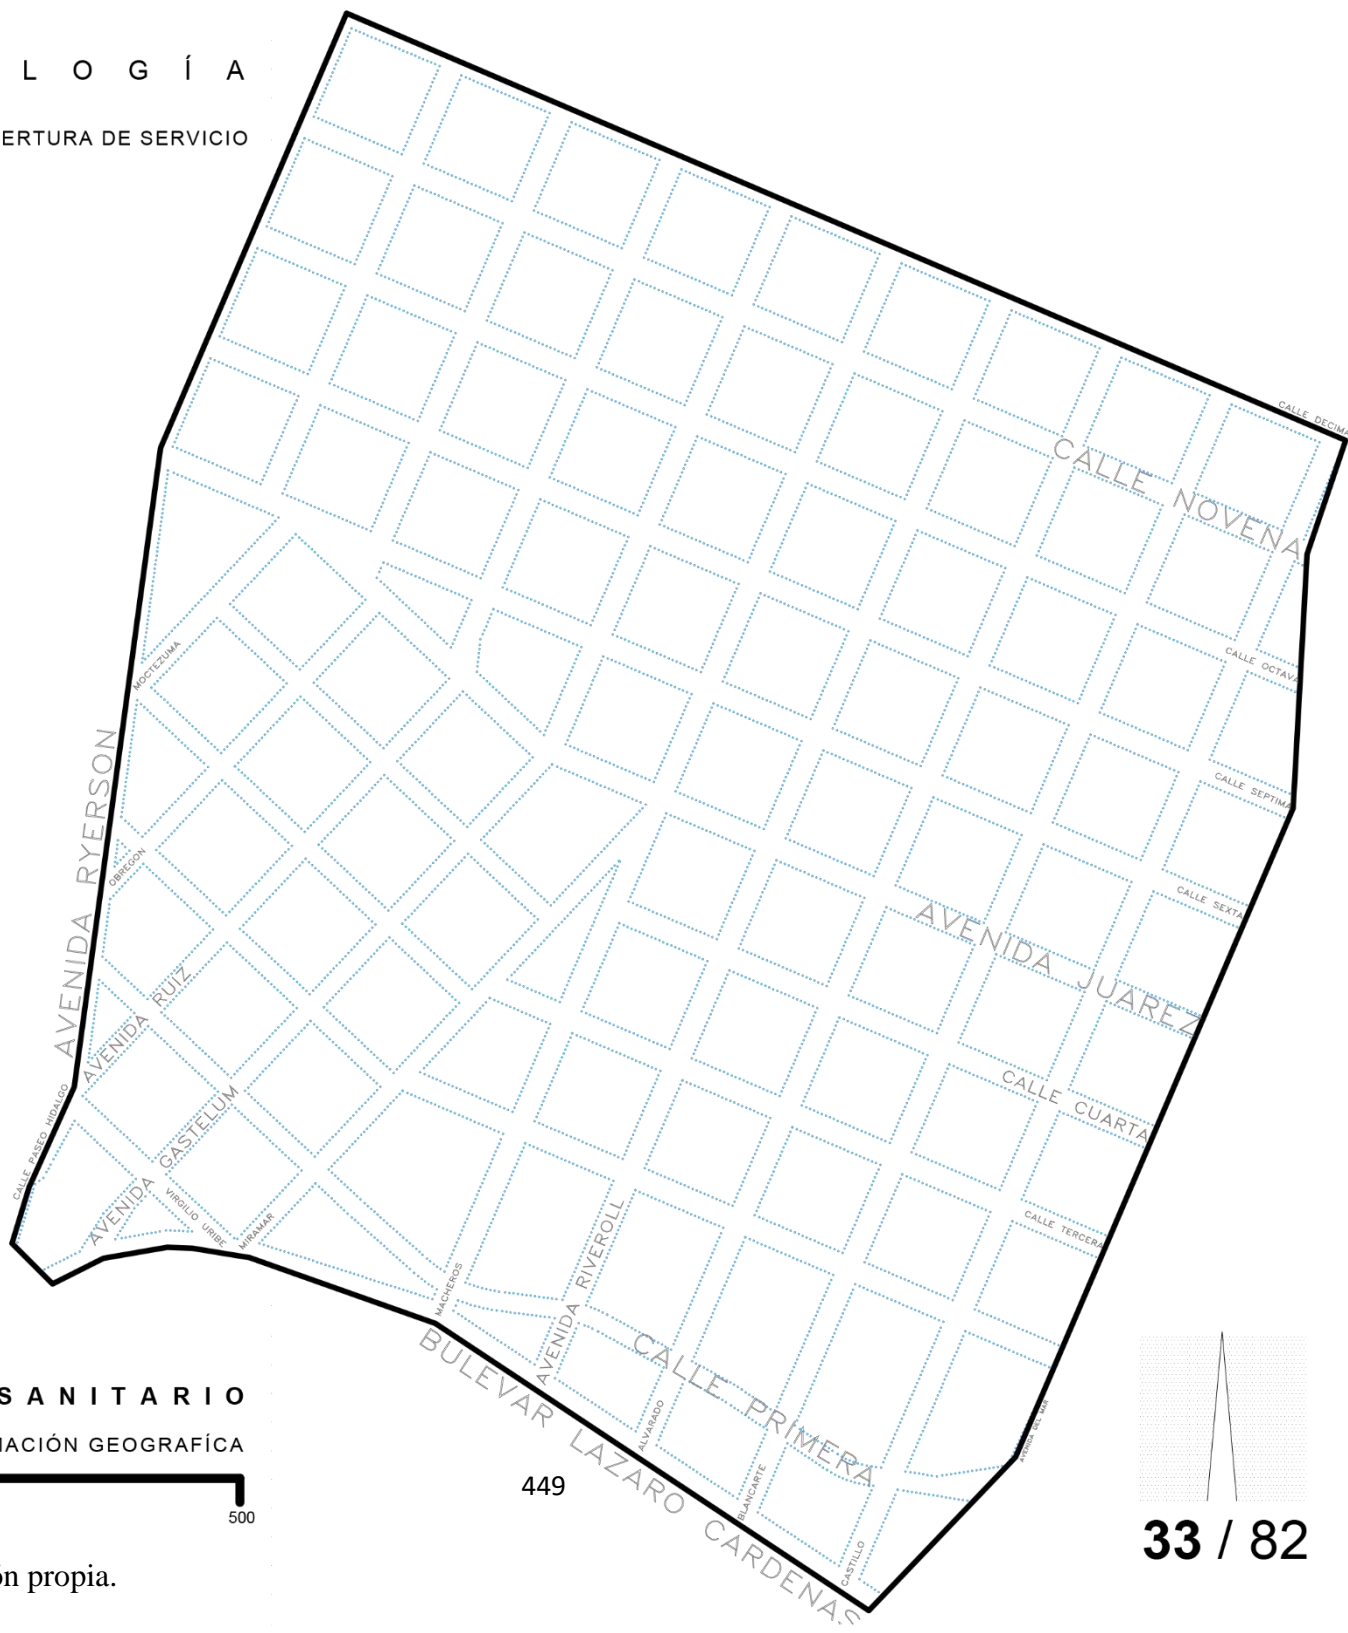 L O G Í A
ERTURA DE SERVICIO
CALLE DECIMA
CALLE NOVENA
CALLE OCTAVA
CALLE SEPTIMA
CALLE SEXTA
AVENIDA JUAREZ
CALLE CUARTA
CALLE TERCERA
MOCTEZUMA
AVENIDA RYERSON
OBREGON
AVENIDA RUIZ
CALLE PASEO HIDALGO
AVENIDA GASTELUM
VIRGILIO URIBE
MIRAMAR
MACHEROS
AVENIDA RIVEROLL
CALLE PRIMERA
ALVARADO
BLANCARTE
CASTILLO
AVENIDA DEL MAR
BULEVAR LAZARO CARDENAS
SANITARIO
MACIÓN GEOGRAFÍCA
500
449
33 / 82
ón propia.